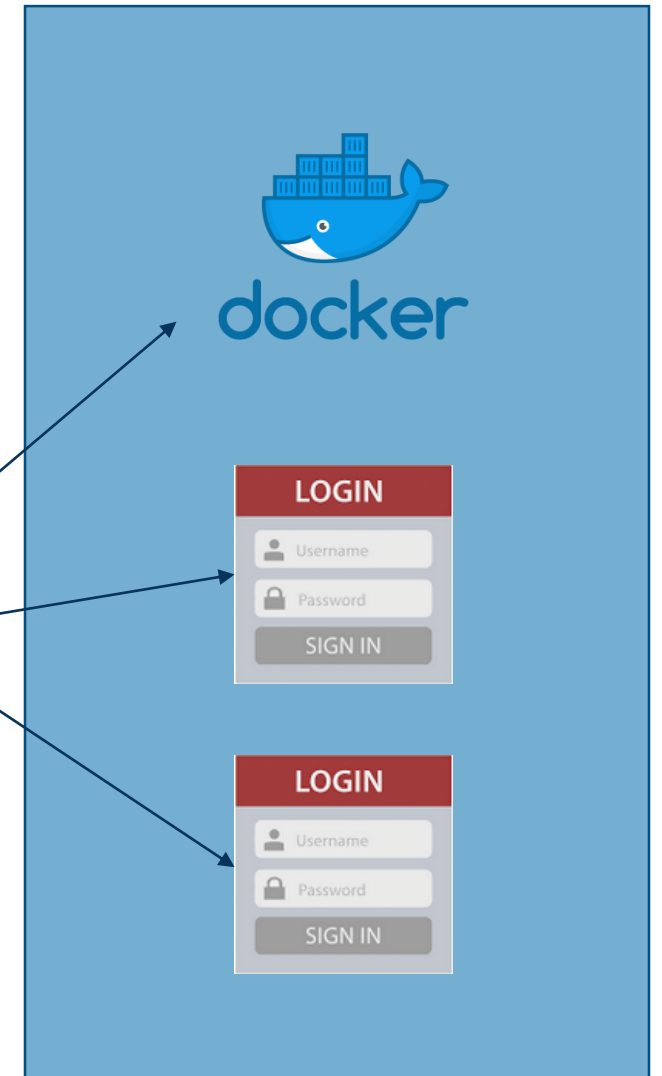 docker
LOGIN
Username
Password
SIGN IN
LOGIN
Username
Password
SIGN IN